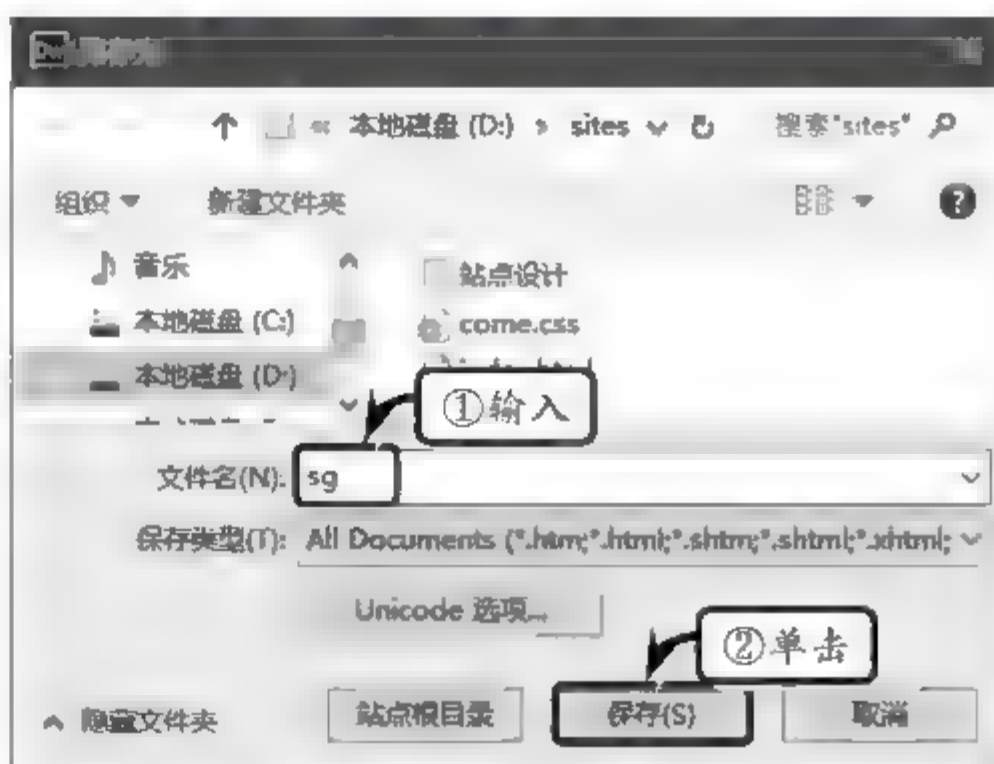 Dw
↑ « 本地磁盘 (D:) > sites 搜索"sites"
组织 新建文件夹 ?
音乐
站点设计
本地磁盘 (C:)
come.css
本地磁盘 (D:)
①输入
文件名(N): sg
保存类型(T): All Documents (*.htm;*.html;*.shtm;*.shtml;*.xhtml;
Unicode 选项...
②单击
隐藏文件夹 站点根目录 保存(S) 取消